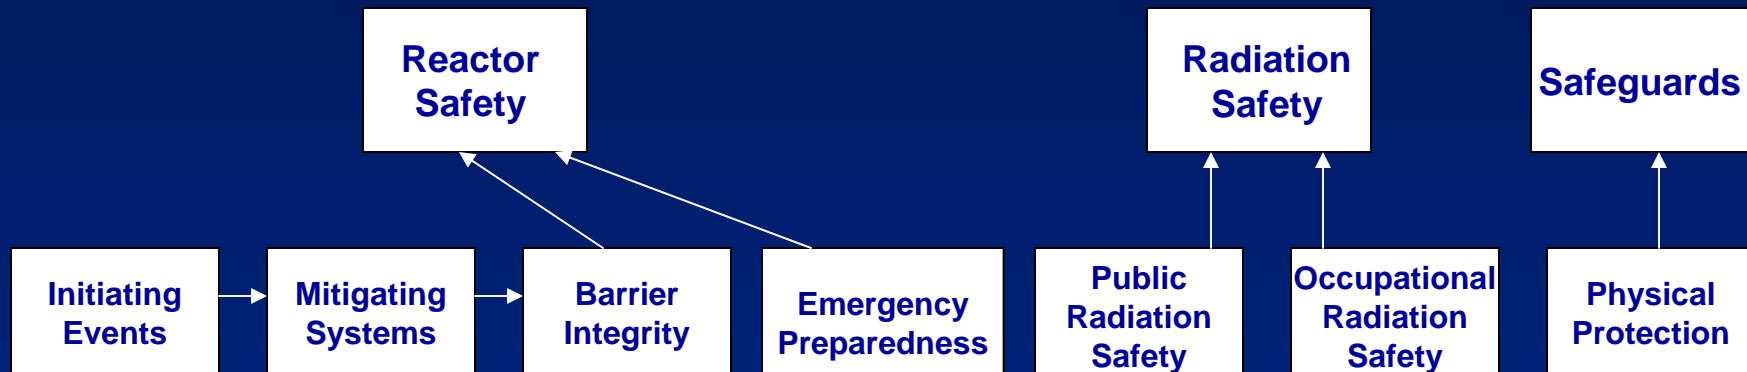 Reactor
Safety
Radiation
Safety
Safeguards
Initiating
Events
Mitigating
Systems
Barrier
Integrity
Emergency
Preparedness
Public
Radiation
Safety
Occupational
Radiation
Safety
Physical
Protection